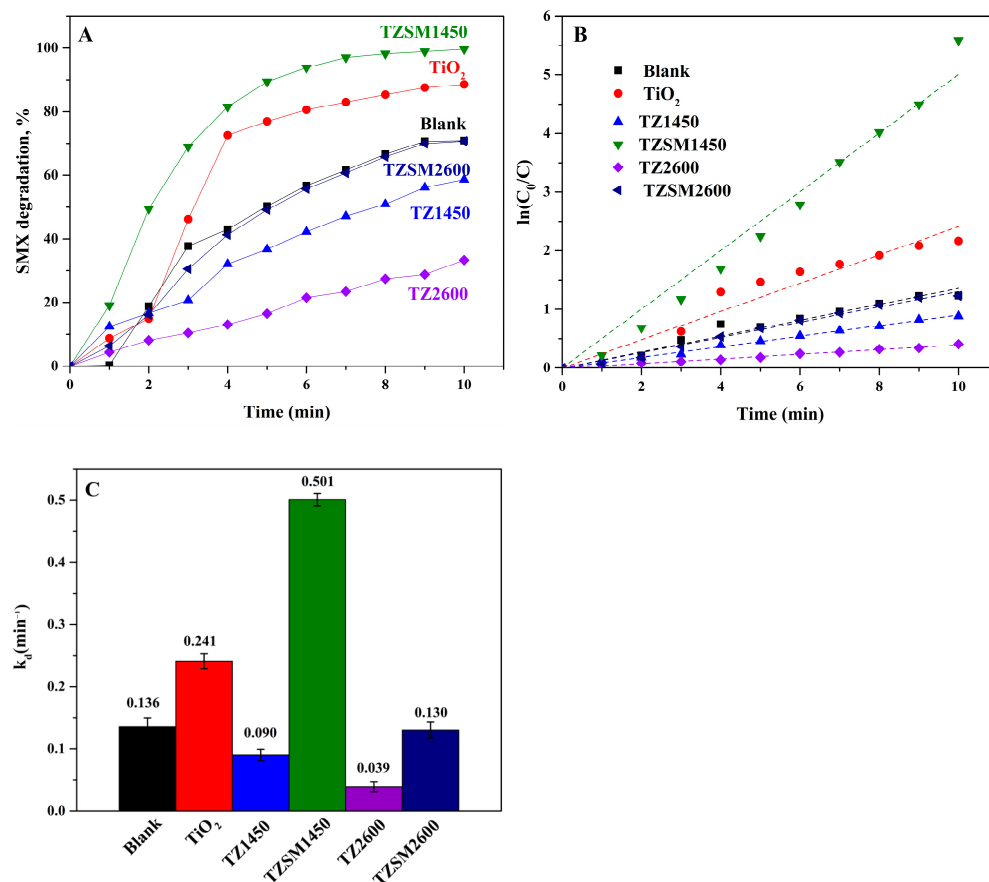 A
TZSM1450
TiO₂
Blank
TZSM2600
TZ1450
TZ2600
SMX degradation, %
100
80
60
40
20
0
0 2 4 6 8 10
Time (min)
B
Blank
TiO₂
TZ1450
TZSM1450
TZ2600
TZSM2600
ln(C₀/C)
6
5
4
3
2
1
0
0 2 4 6 8 10
Time (min)
C
0.501
0.241
0.136
0.130
0.090
0.039
k_d(min⁻¹)
0.5
0.4
0.3
0.2
0.1
0.0
Blank TiO₂ TZ1450 TZSM1450 TZ2600 TZSM2600